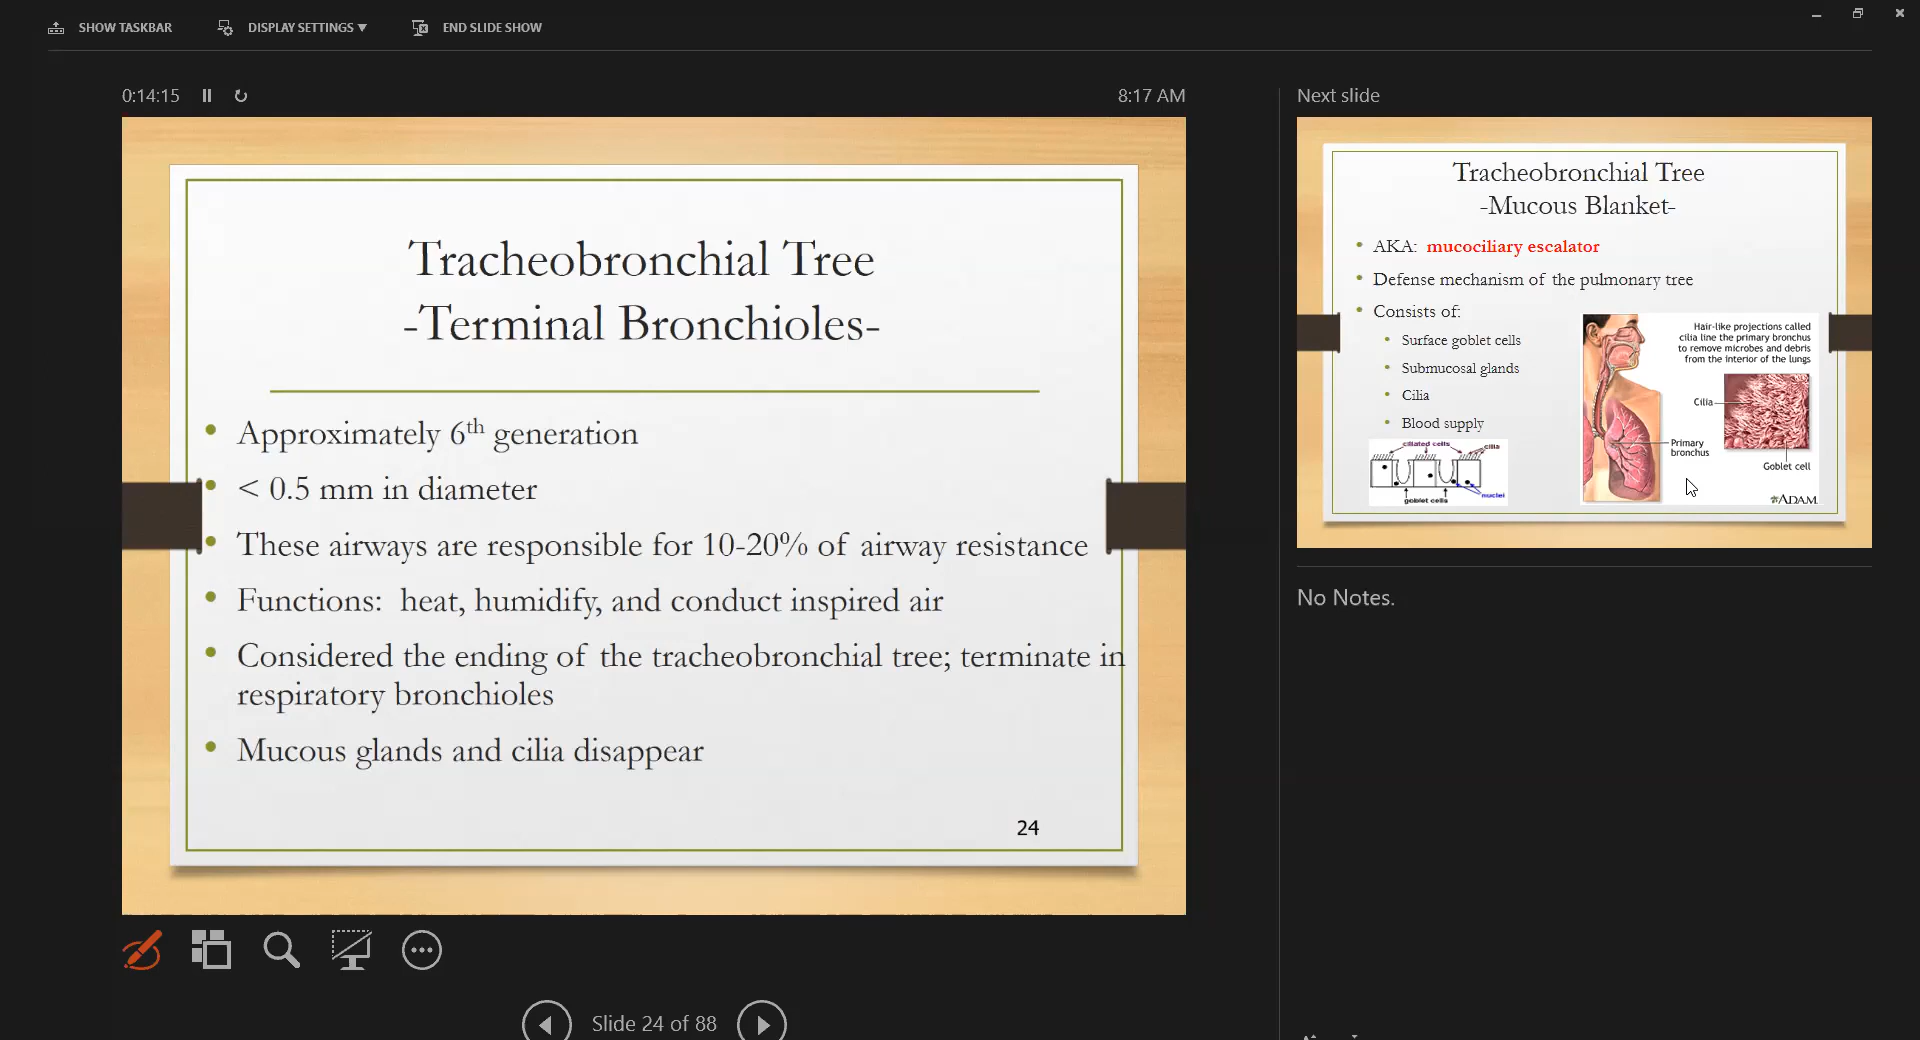 SHOW TASKBAR
DISPLAY SETTINGS ▼
END SLIDE SHOW
0:14:15
8:17 AM
Tracheobronchial Tree
-Terminal Bronchioles-
• Approximately 6th generation
• < 0.5 mm in diameter
• These airways are responsible for 10-20% of airway resistance
• Functions: heat, humidify, and conduct inspired air
• Considered the ending of the tracheobronchial tree; terminate in
respiratory bronchioles
• Mucous glands and cilia disappear
24
Slide 24 of 88
Next slide
Tracheobronchial Tree
-Mucous Blanket-
• AKA: mucociliary escalator
• Defense mechanism of the pulmonary tree
• Consists of:
• Surface goblet cells
• Submucosal glands
• Cilia
• Blood supply
ciliated cells
cilia
goblet cells
nuclei
Hair-like projections called
cilia line the primary bronchus
to remove microbes and debris
from the interior of the lungs
Cilia
Primary
bronchus
Goblet cell
ADAM
No Notes.